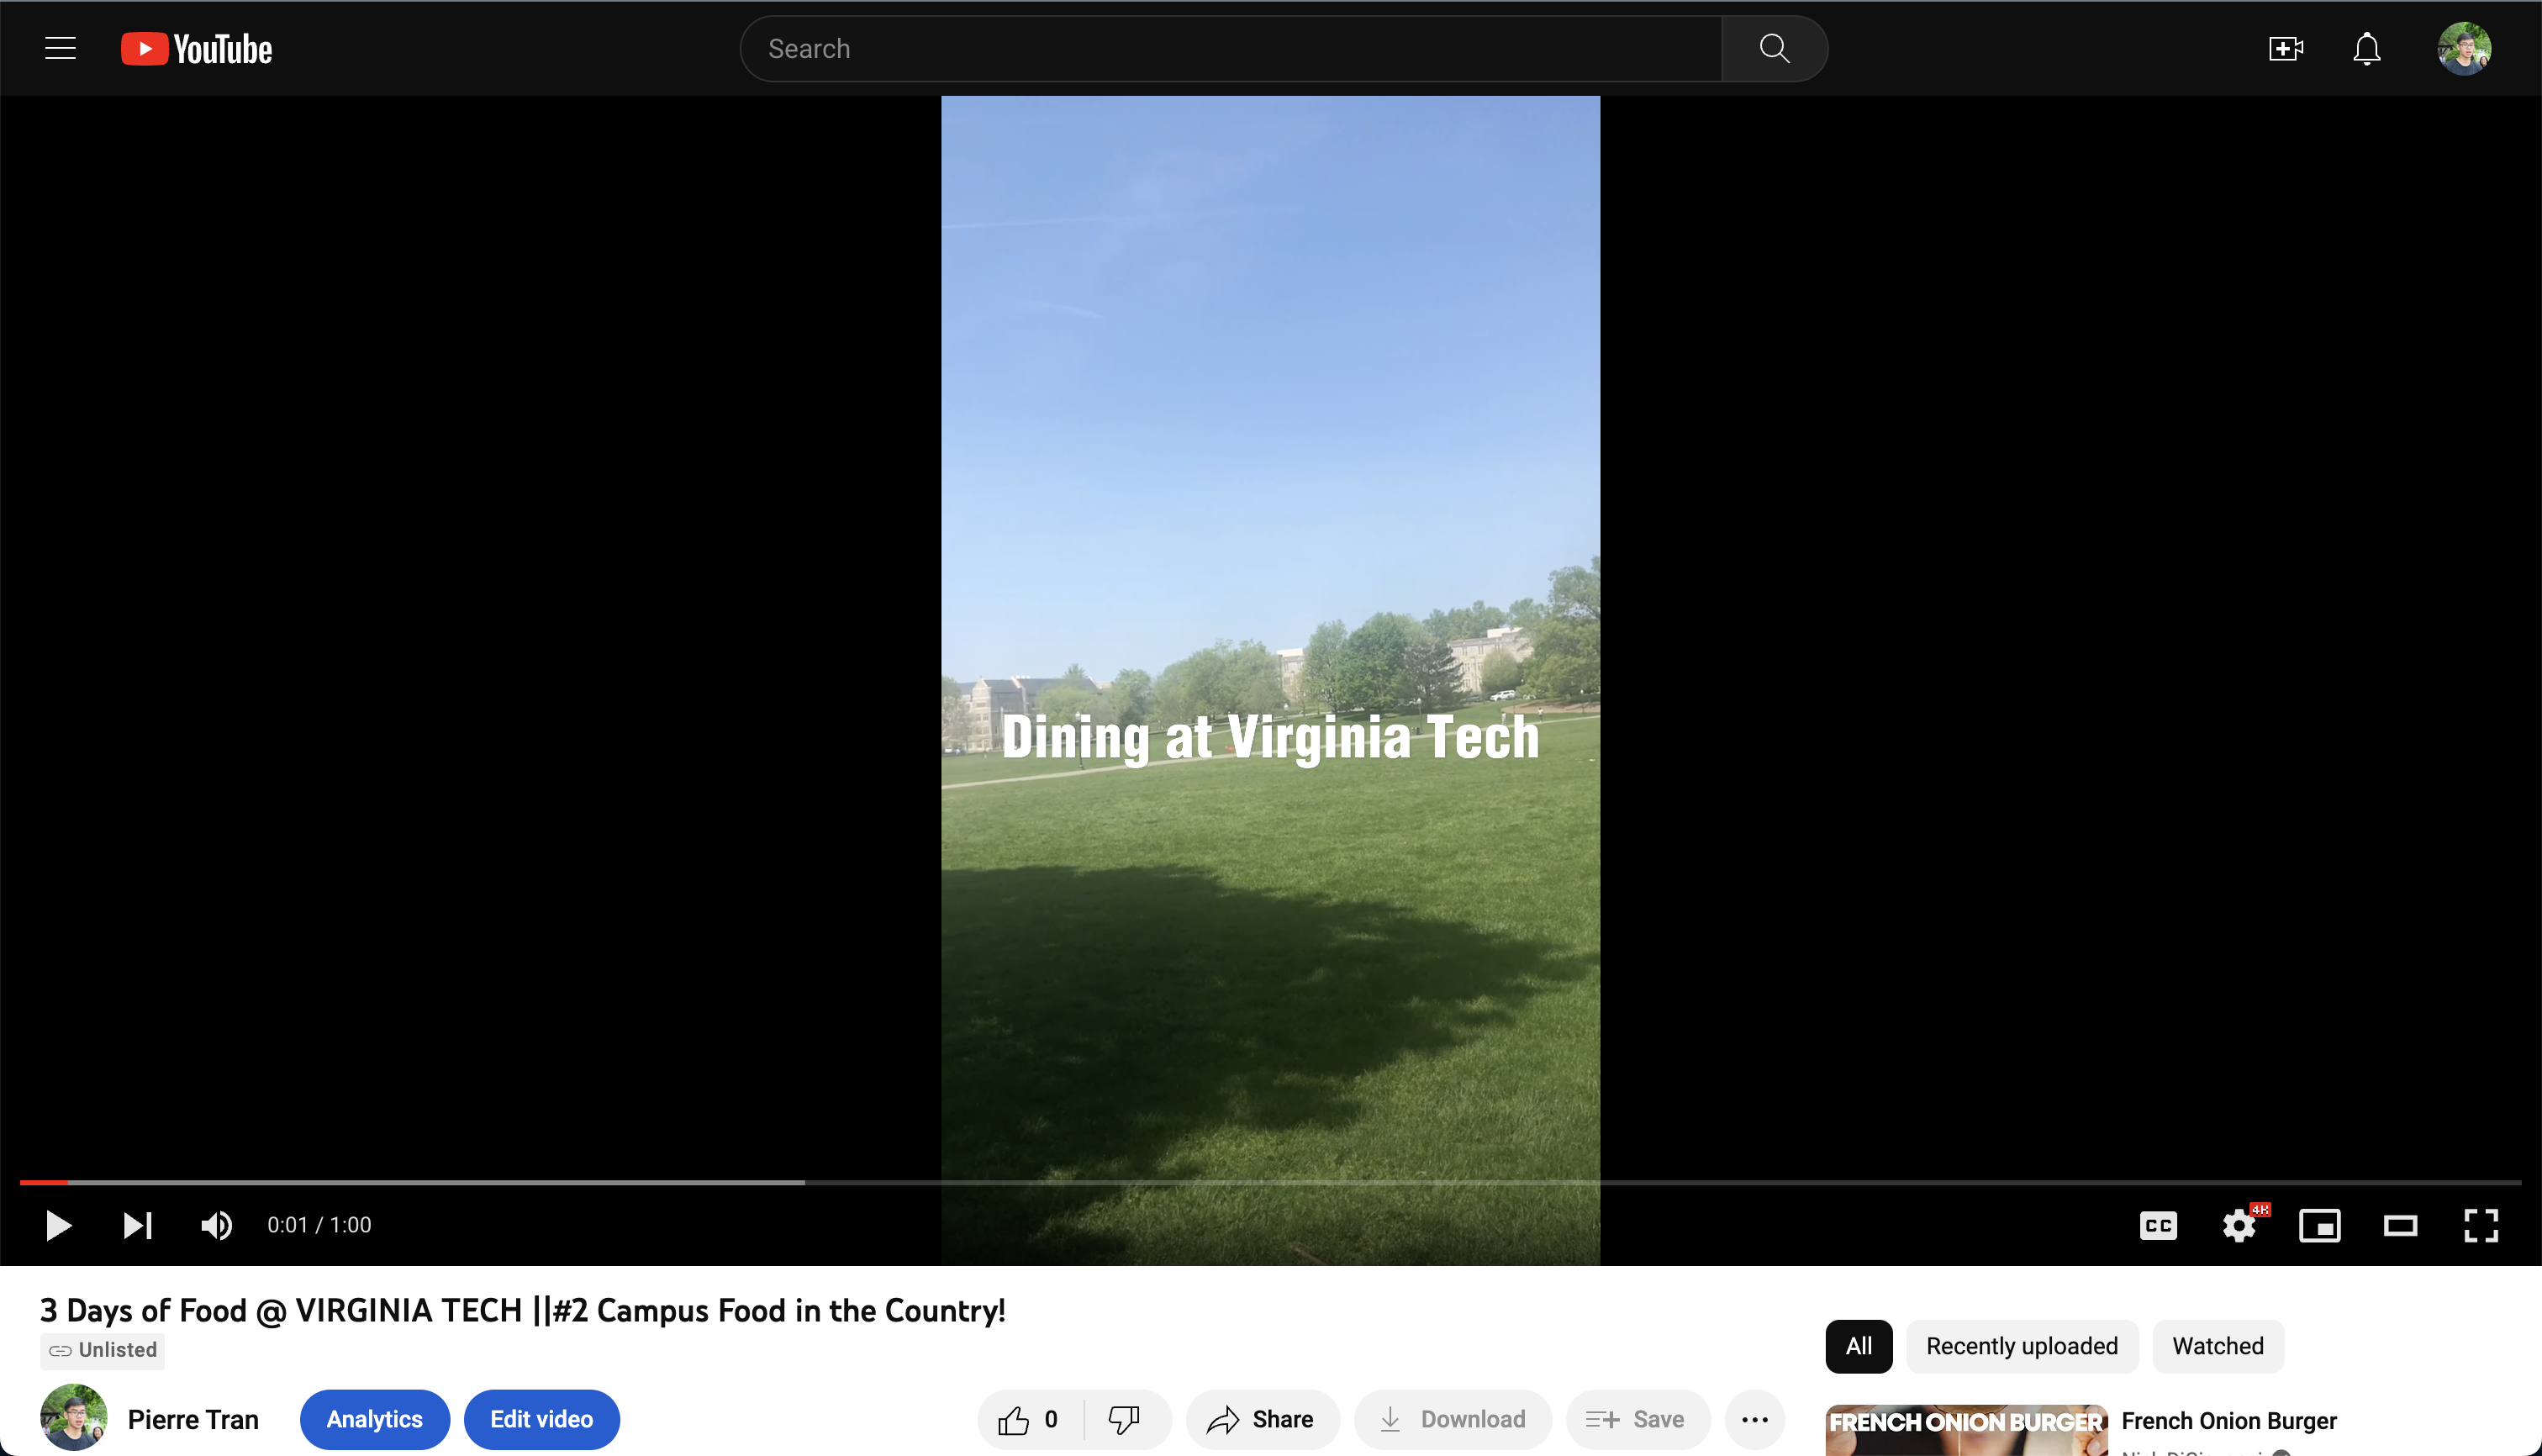 YouTube
Search
Dining at Virginia Tech
0:01 / 1:00
CC
4K
3 Days of Food @ VIRGINIA TECH ||#2 Campus Food in the Country!
Unlisted
All
Recently uploaded
Watched
Pierre Tran
Analytics
Edit video
0
Share
Download
Save
FRENCH ONION BURGER
French Onion Burger